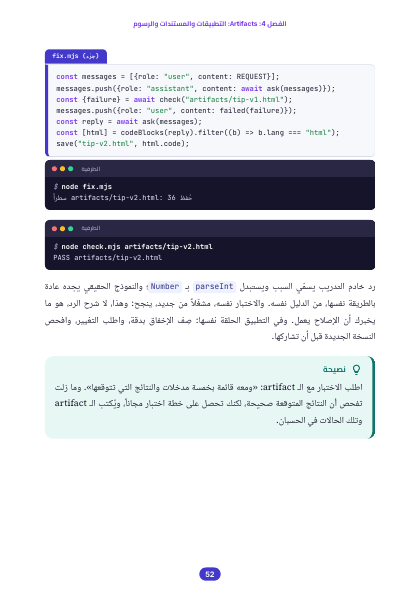 الفصل 4: Artifacts: التطبيقات والمستندات والرسوم
fix.mjs (جزء)
const messages = [{role: "user", content: REQUEST}];
messages.push({role: "assistant", content: await ask(messages)});
const {failure} = await check("artifacts/tip-v1.html");
messages.push({role: "user", content: failed(failure)});
const reply = await ask(messages);
const [html] = codeBlocks(reply).filter((b) => b.lang === "html");
save("tip-v2.html", html.code);
الطرفية
$ node fix.mjs
حُفظ artifacts/tip-v2.html: 36 سطراً
الطرفية
$ node check.mjs artifacts/tip-v2.html
PASS artifacts/tip-v2.html
رد خادم التدريب يسمّي السبب ويستبدل parseInt بـ Number؛ والنموذج الحقيقي يجده عادة
بالطريقة نفسها، من الدليل نفسه. والاختبار نفسه، مشغَّلاً من جديد، ينجح: وهذا، لا شرح الرد، هو ما
يخبرك أن الإصلاح يعمل. وفي التطبيق الحلقة نفسها: صِف الإخفاق بدقة، واطلب التغيير، وافحص
النسخة الجديدة قبل أن تشاركها.
نصيحة
اطلب الاختبار مع الـ artifact: «ومعه قائمة بخمسة مدخلات والنتائج التي تتوقعها». وما زلت
تفحص أن النتائج المتوقعة صحيحة، لكنك تحصل على خطة اختبار مجاناً، ويُكتب الـ artifact
وتلك الحالات في الحسبان.
52